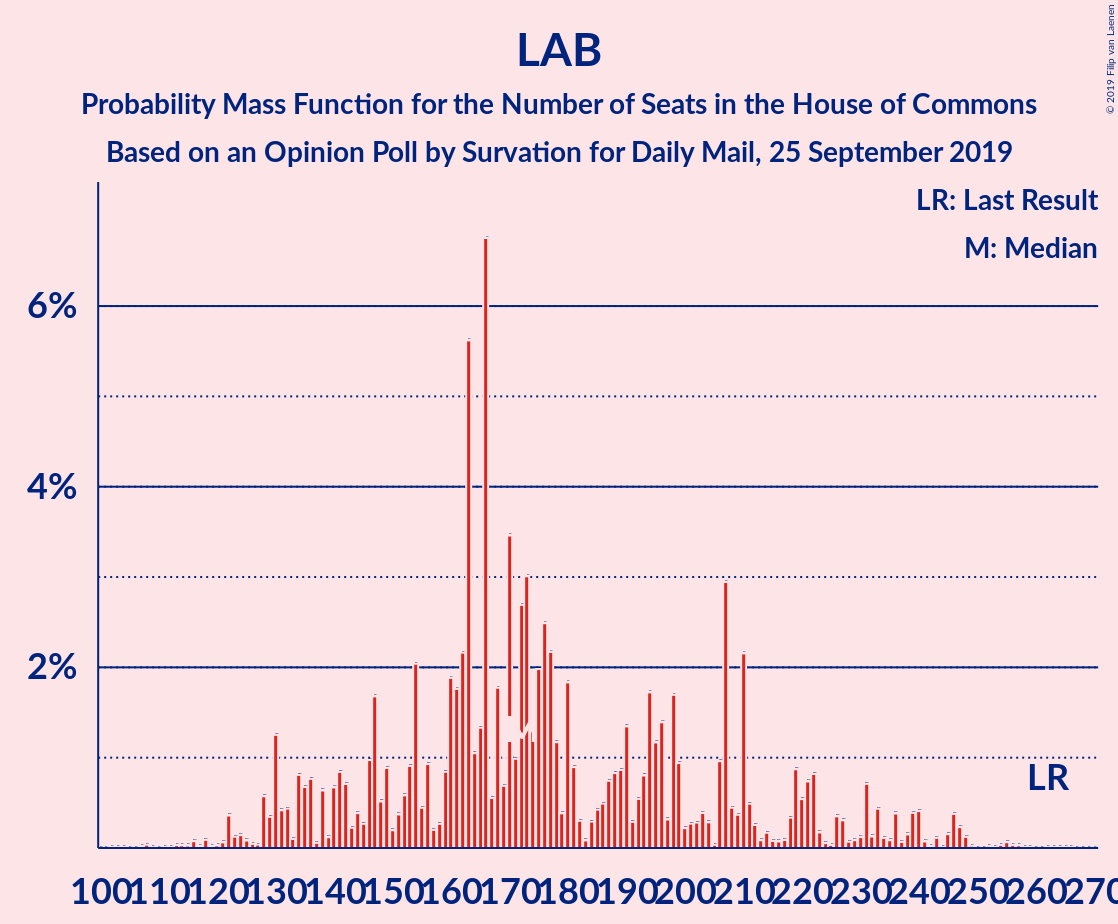 LAB
Probability Mass Function for the Number of Seats in the House of Commons
Based on an Opinion Poll by Survation for Daily Mail, 25 September 2019
© 2019 Filip van Laenen
LR: Last Result
M: Median
6%
4%
2%
M
LR
100 110 120 130 140 150 160 170 180 190 200 210 220 230 240 250 260 270